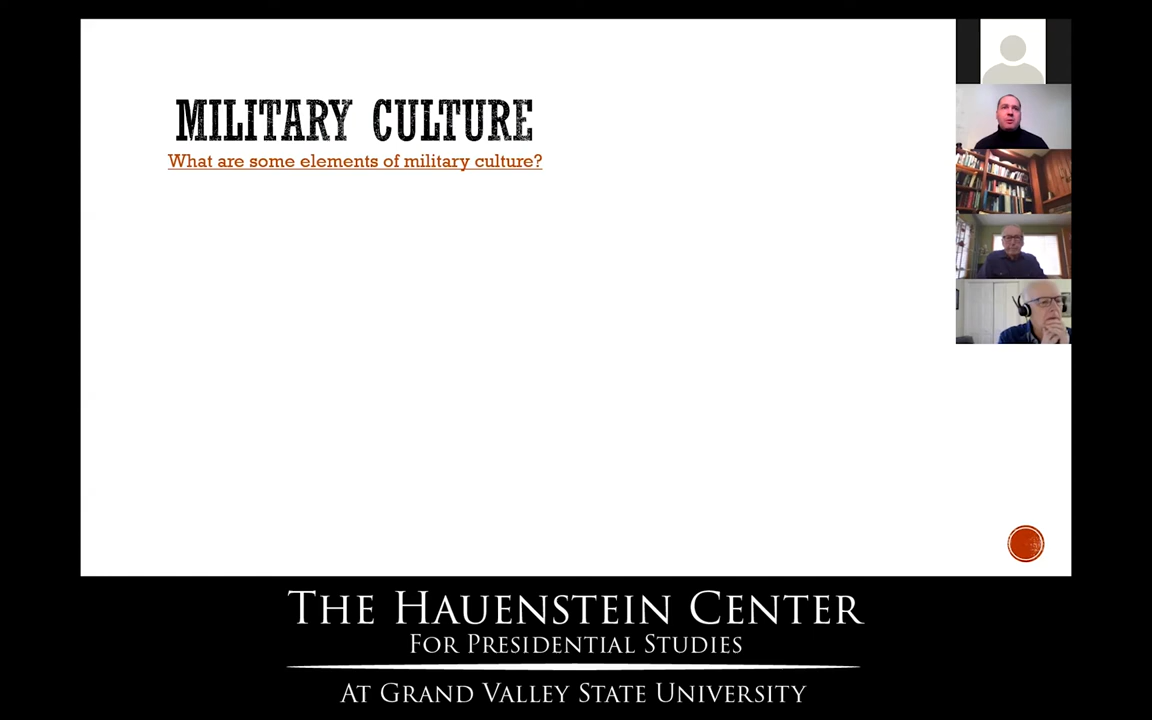 MILITARY CULTURE
What are some elements of military culture?
THE HAUENSTEIN CENTER
FOR PRESIDENTIAL STUDIES
AT GRAND VALLEY STATE UNIVERSITY